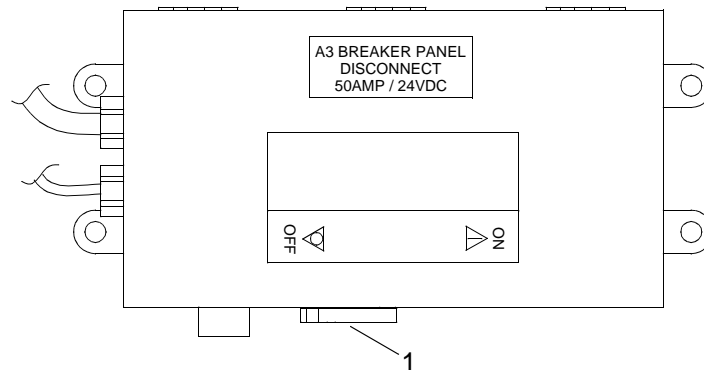 A3 BREAKER PANEL
DISCONNECT
50AMP / 24VDC
OFF
ON
1